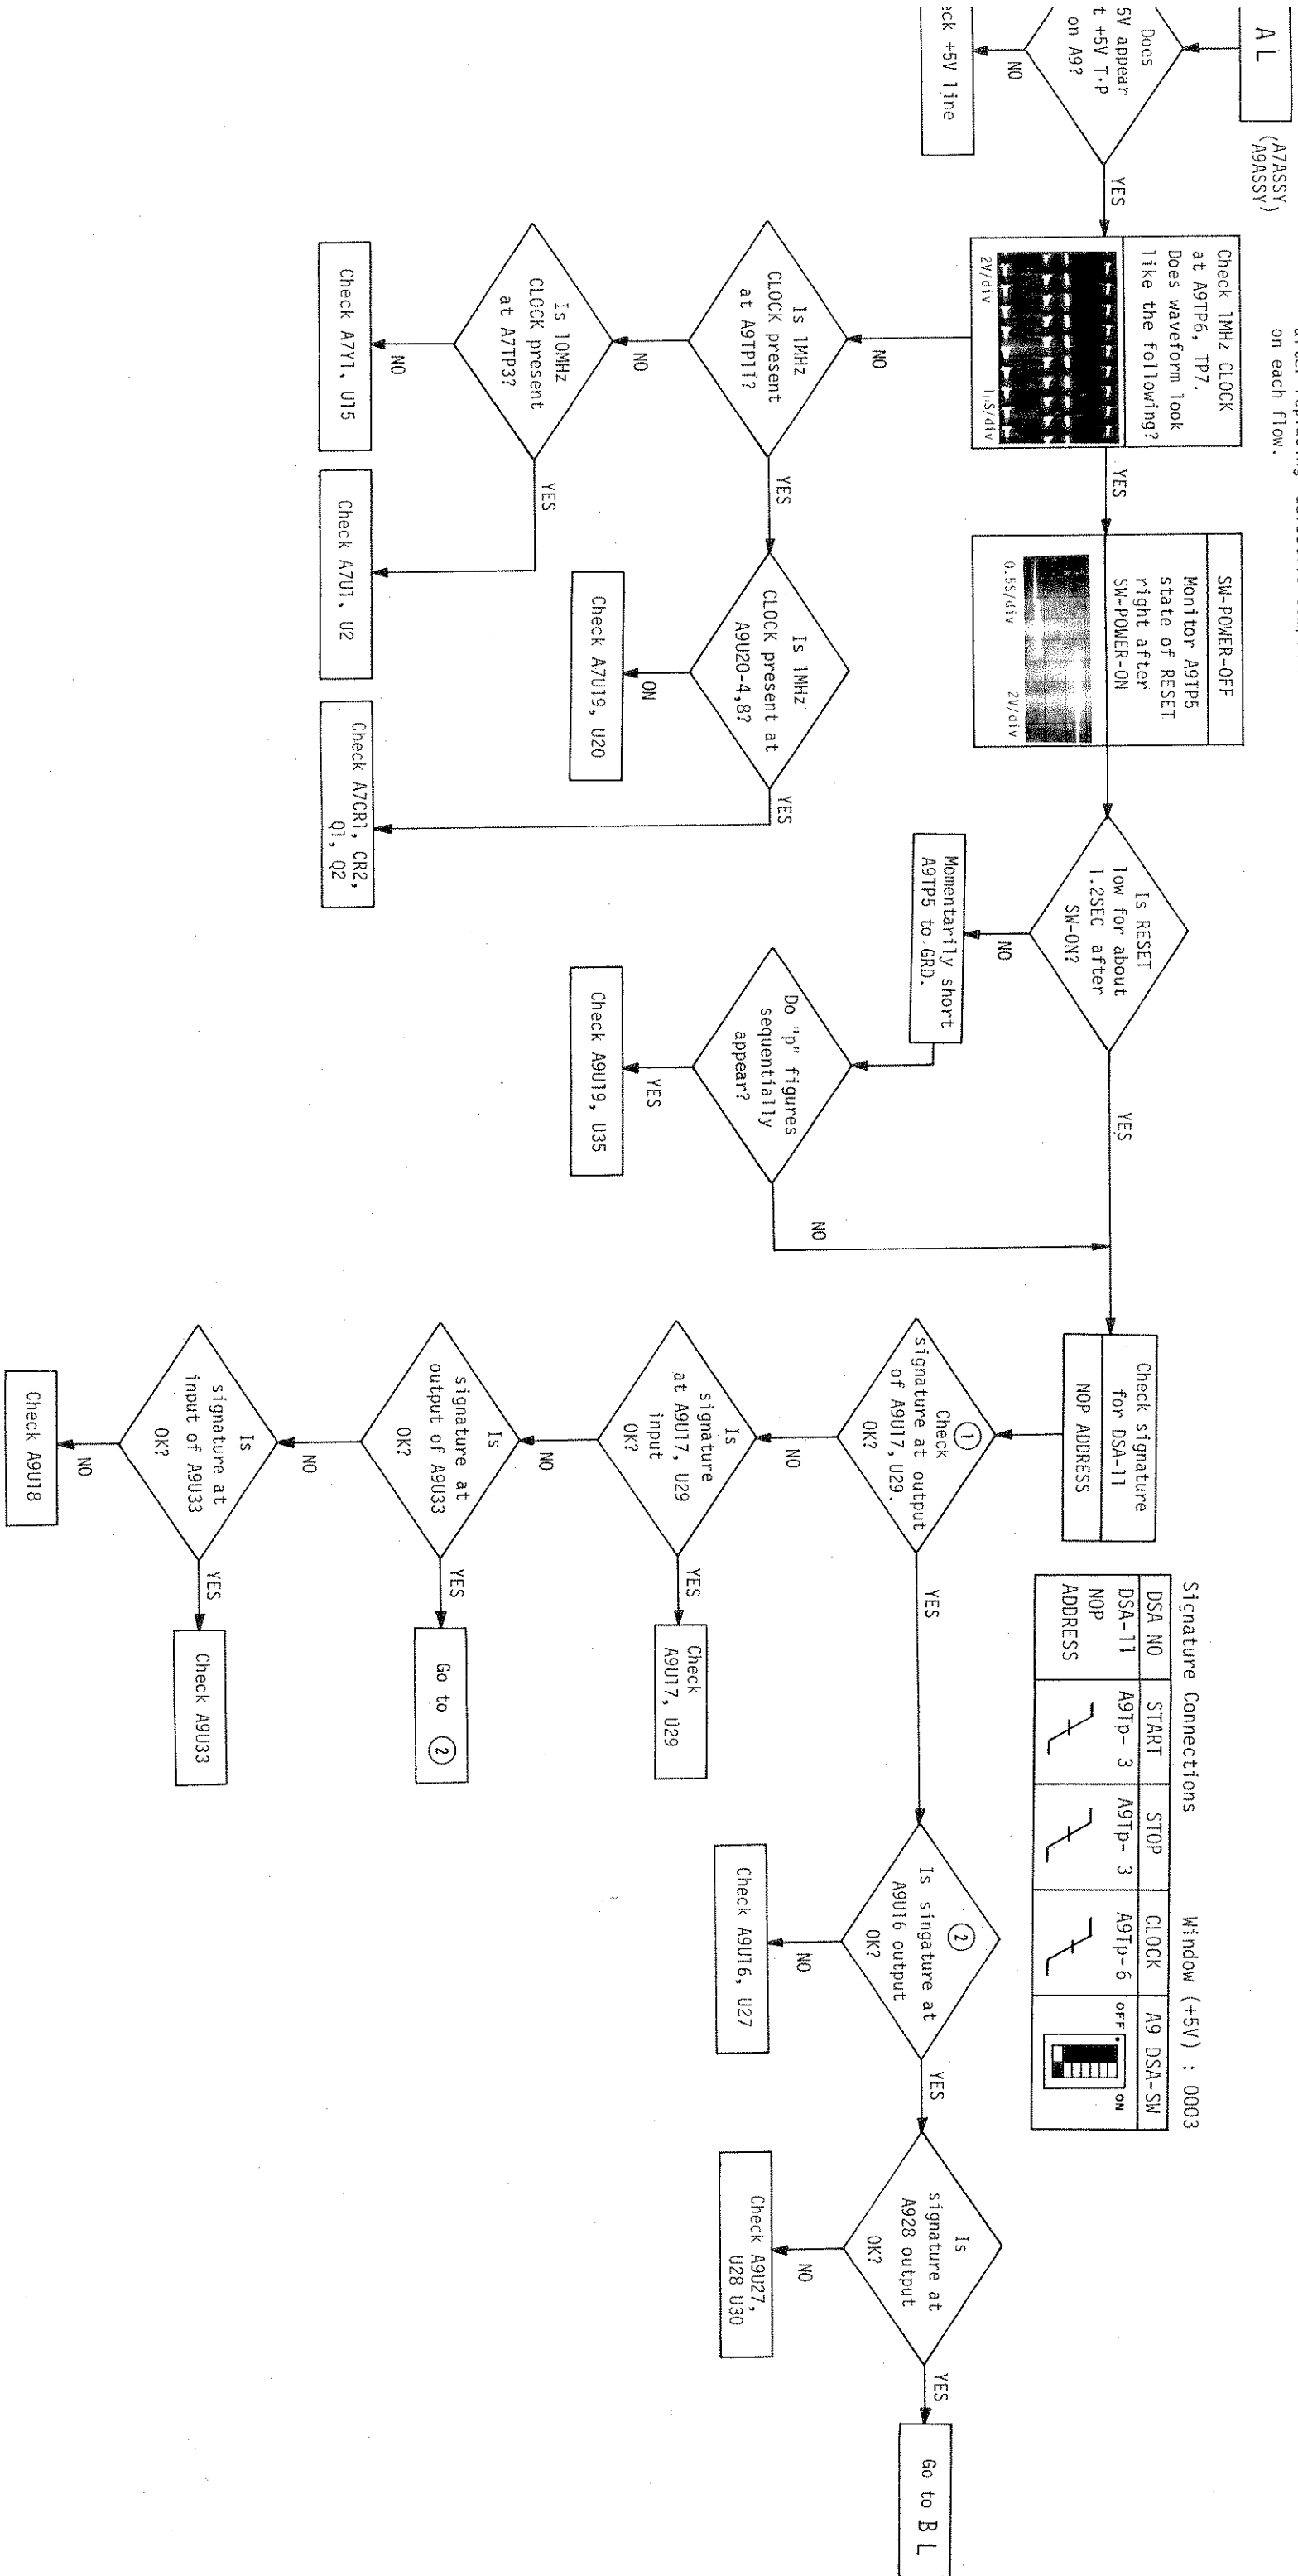 on each flow.
A L
(A7ASSY
A9ASSY)
Does
5V appear
t +5V T.P
on A9?
NO
YES
ck +5V line
Check 1MHz CLOCK
at A9TP6, TP7.
Does waveform look
like the following?
2V/div
1µS/div
YES
NO
SW-POWER-OFF
Monitor A9TP5
state of RESET
right after
SW-POWER-ON
0.5S/div
2V/div
Is RESET
low for about
1.2SEC after
SW-ON?
YES
NO
Momentarily short
A9TP5 to GRD.
Do "p" figures
sequentially
appear?
NO
YES
Check A9U19, U35
Is 1MHz
CLOCK present
at A9TP11?
YES
NO
Is 1MHz
CLOCK present at
A9U20-4,8?
YES
ON
Check A7U19, U20
Is 10MHz
CLOCK present
at A7TP3?
YES
NO
Check A7Y1, U15
Check A7U1, U2
Check A7CR1, CR2,
Q1, Q2
Check signature
for DSA-11
NOP ADDRESS
Signature Connections
Window (+5V) : 0003
DSA NO
START
STOP
CLOCK
A9 DSA-SW
DSA-11
NOP
ADDRESS
A9Tp- 3
A9Tp- 3
A9Tp-6
OFF
ON
1
Check
signature at output
of A9U17, U29.
OK?
YES
NO
Is
signature
at A9U17, U29
input
OK?
YES
NO
Check
A9U17, U29
Is
signature at
output of A9U33
OK?
YES
NO
Go to 2
Is
signature at
input of A9U33
OK?
YES
NO
Check A9U33
Check A9U18
2
Is singature at
A9U16 output
OK?
YES
NO
Check A9U16, U27
Is
signature at
A928 output
OK?
YES
NO
Check A9U27,
U28 U30
Go to B L